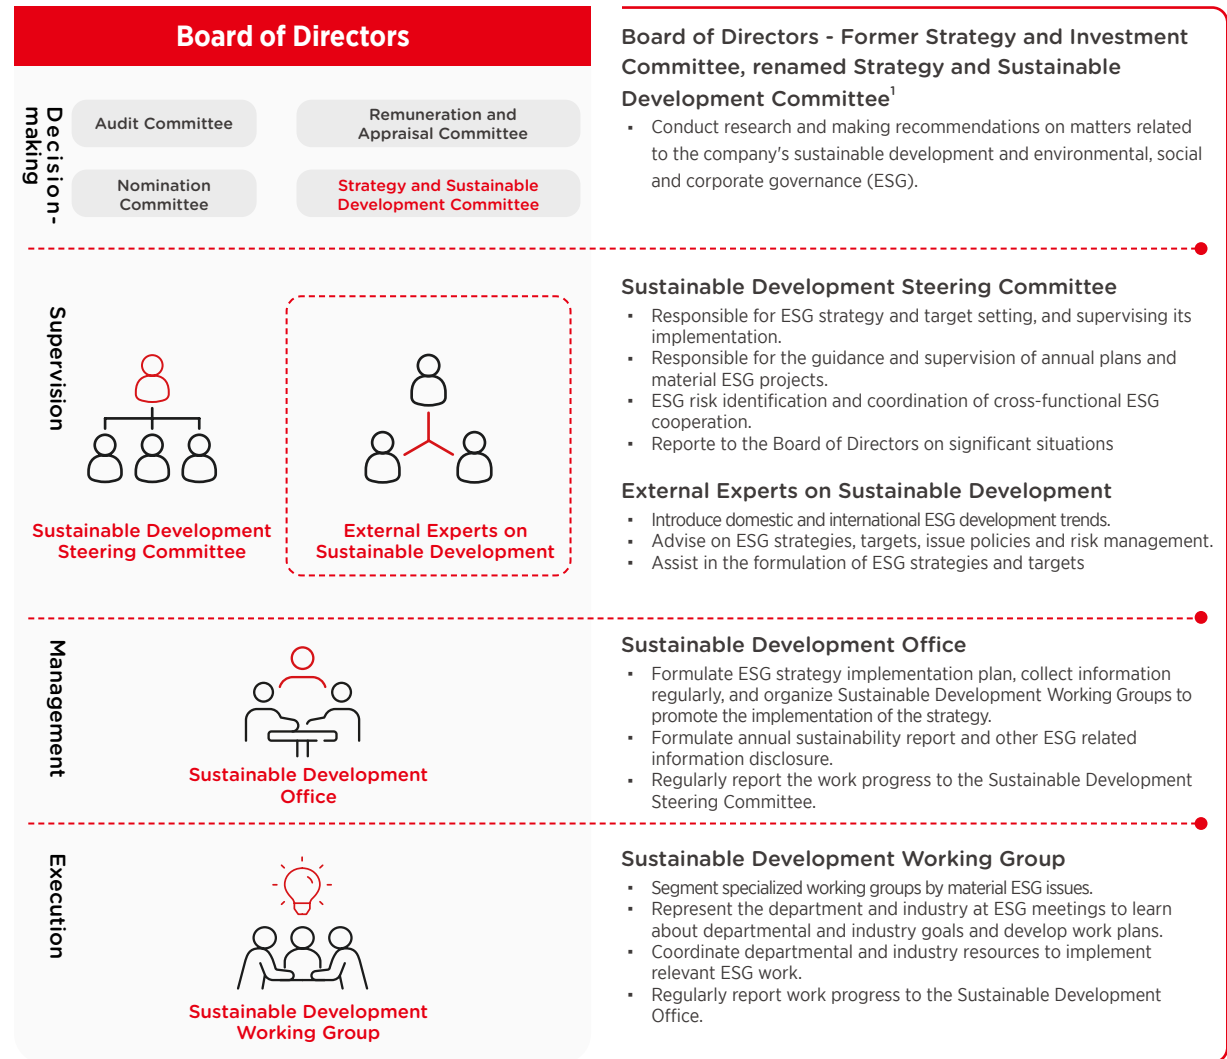 Board of Directors
Decision-
making
Audit Committee
Remuneration and
Appraisal Committee
Nomination
Committee
Strategy and Sustainable
Development Committee
Board of Directors - Former Strategy and Investment
Committee, renamed Strategy and Sustainable
Development Committee¹
▪ Conduct research and making recommendations on matters related
to the company's sustainable development and environmental, social
and corporate governance (ESG).
Supervision
Sustainable Development
Steering Committee
External Experts on
Sustainable Development
Sustainable Development Steering Committee
▪ Responsible for ESG strategy and target setting, and supervising its
implementation.
▪ Responsible for the guidance and supervision of annual plans and
material ESG projects.
▪ ESG risk identification and coordination of cross-functional ESG
cooperation.
▪ Reporte to the Board of Directors on significant situations
External Experts on Sustainable Development
▪ Introduce domestic and international ESG development trends.
▪ Advise on ESG strategies, targets, issue policies and risk management.
▪ Assist in the formulation of ESG strategies and targets
Management
Sustainable Development
Office
Sustainable Development Office
▪ Formulate ESG strategy implementation plan, collect information
regularly, and organize Sustainable Development Working Groups to
promote the implementation of the strategy.
▪ Formulate annual sustainability report and other ESG related
information disclosure.
▪ Regularly report the work progress to the Sustainable Development
Steering Committee.
Execution
Sustainable Development
Working Group
Sustainable Development Working Group
▪ Segment specialized working groups by material ESG issues.
▪ Represent the department and industry at ESG meetings to learn
about departmental and industry goals and develop work plans.
▪ Coordinate departmental and industry resources to implement
relevant ESG work.
▪ Regularly report work progress to the Sustainable Development
Office.